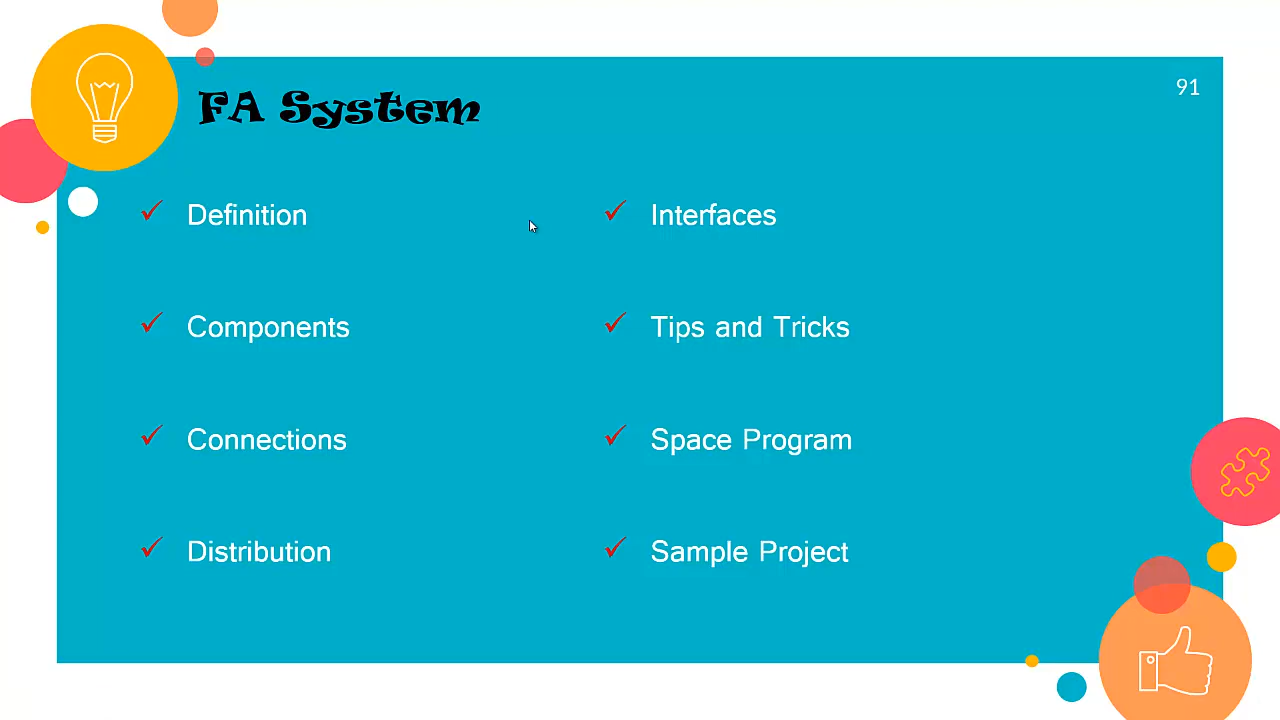 FA System
91
Definition
Components
Connections
Distribution
Interfaces
Tips and Tricks
Space Program
Sample Project